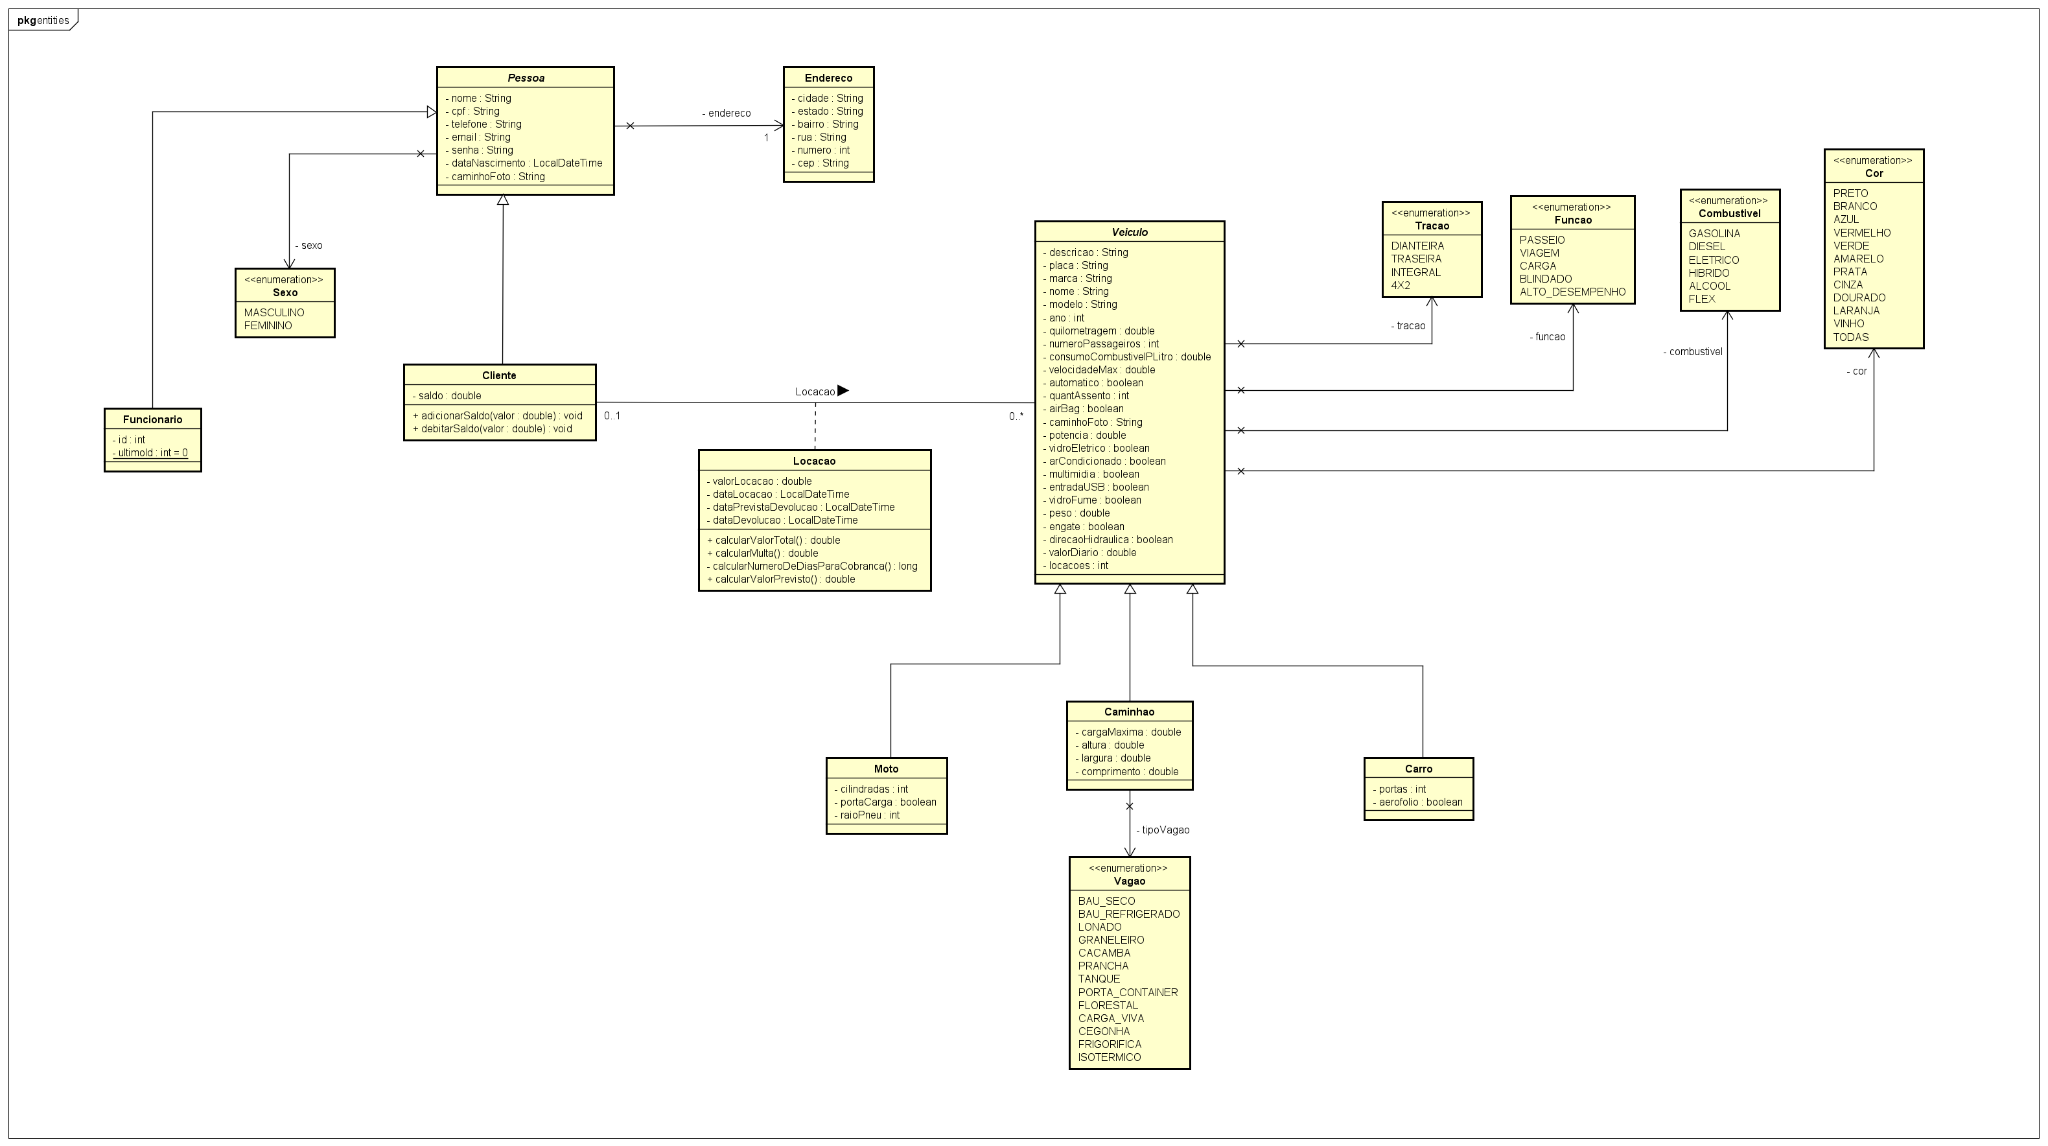 pkg entities
Pessoa
- nome : String
- cpf : String
- telefone : String
- email : String
- senha : String
- dataNascimento : LocalDateTime
- caminhoFoto : String
- endereco
1
Endereco
- cidade : String
- estado : String
- bairro : String
- rua : String
- numero : int
- cep : String
- sexo
<<enumeration>>
Sexo
MASCULINO
FEMININO
Funcionário
- id : int
- ultimoId : int = 0
Cliente
- saldo : double
+ adicionarSaldo(valor : double) : void
+ debitarSaldo(valor : double) : void
Locacao
0..1
0..*
Locacao
- valorLocacao : double
- dataLocacao : LocalDateTime
- dataPrevistaDevolucao : LocalDateTime
- dataDevolucao : LocalDateTime
+ calcularValorTotal() : double
+ calcularMulta() : double
- calcularNumeroDeDiasParaCobranca() : long
+ calcularValorPrevisto() : double
Veiculo
- descricao : String
- placa : String
- marca : String
- nome : String
- modelo : String
- ano : int
- quilometragem : double
- numeroPassageiros : int
- consumoCombustivelPLitro : double
- velocidadeMax : double
- automatico : boolean
- quantAssento : int
- airBag : boolean
- caminhoFoto : String
- potencia : double
- vidroEletrico : boolean
- arCondicionado : boolean
- multimidia : boolean
- entradaUSB : boolean
- vidroFume : boolean
- peso : double
- engate : boolean
- direcaoHidraulica : boolean
- valorDiario : double
- locacoes : int
<<enumeration>>
Tracao
DIANTEIRA
TRASEIRA
INTEGRAL
4X2
- tracao
<<enumeration>>
Funcao
PASSEIO
VIAGEM
CARGA
BLINDADO
ALTO_DESEMPENHO
- funcao
<<enumeration>>
Combustivel
GASOLINA
DIESEL
ELETRICO
HIBRIDO
ALCOOL
FLEX
- combustivel
<<enumeration>>
Cor
PRETO
BRANCO
AZUL
VERMELHO
VERDE
AMARELO
PRATA
CINZA
DOURADO
LARANJA
VINHO
TODAS
- cor
Moto
- cilindradas : int
- portaCarga : boolean
- raioPneu : int
Caminhao
- cargaMaxima : double
- altura : double
- largura : double
- comprimento : double
Carro
- portas : int
- aerofolio : boolean
- tipoVagao
<<enumeration>>
Vagao
BAU_SECO
BAU_REFRIGERADO
LONADO
GRANELEIRO
CACAMBA
PRANCHA
TANQUE
PORTA_CONTAINER
FLORESTAL
CARGA_VIVA
CEGONHA
FRIGORIFICA
ISOTERMICO